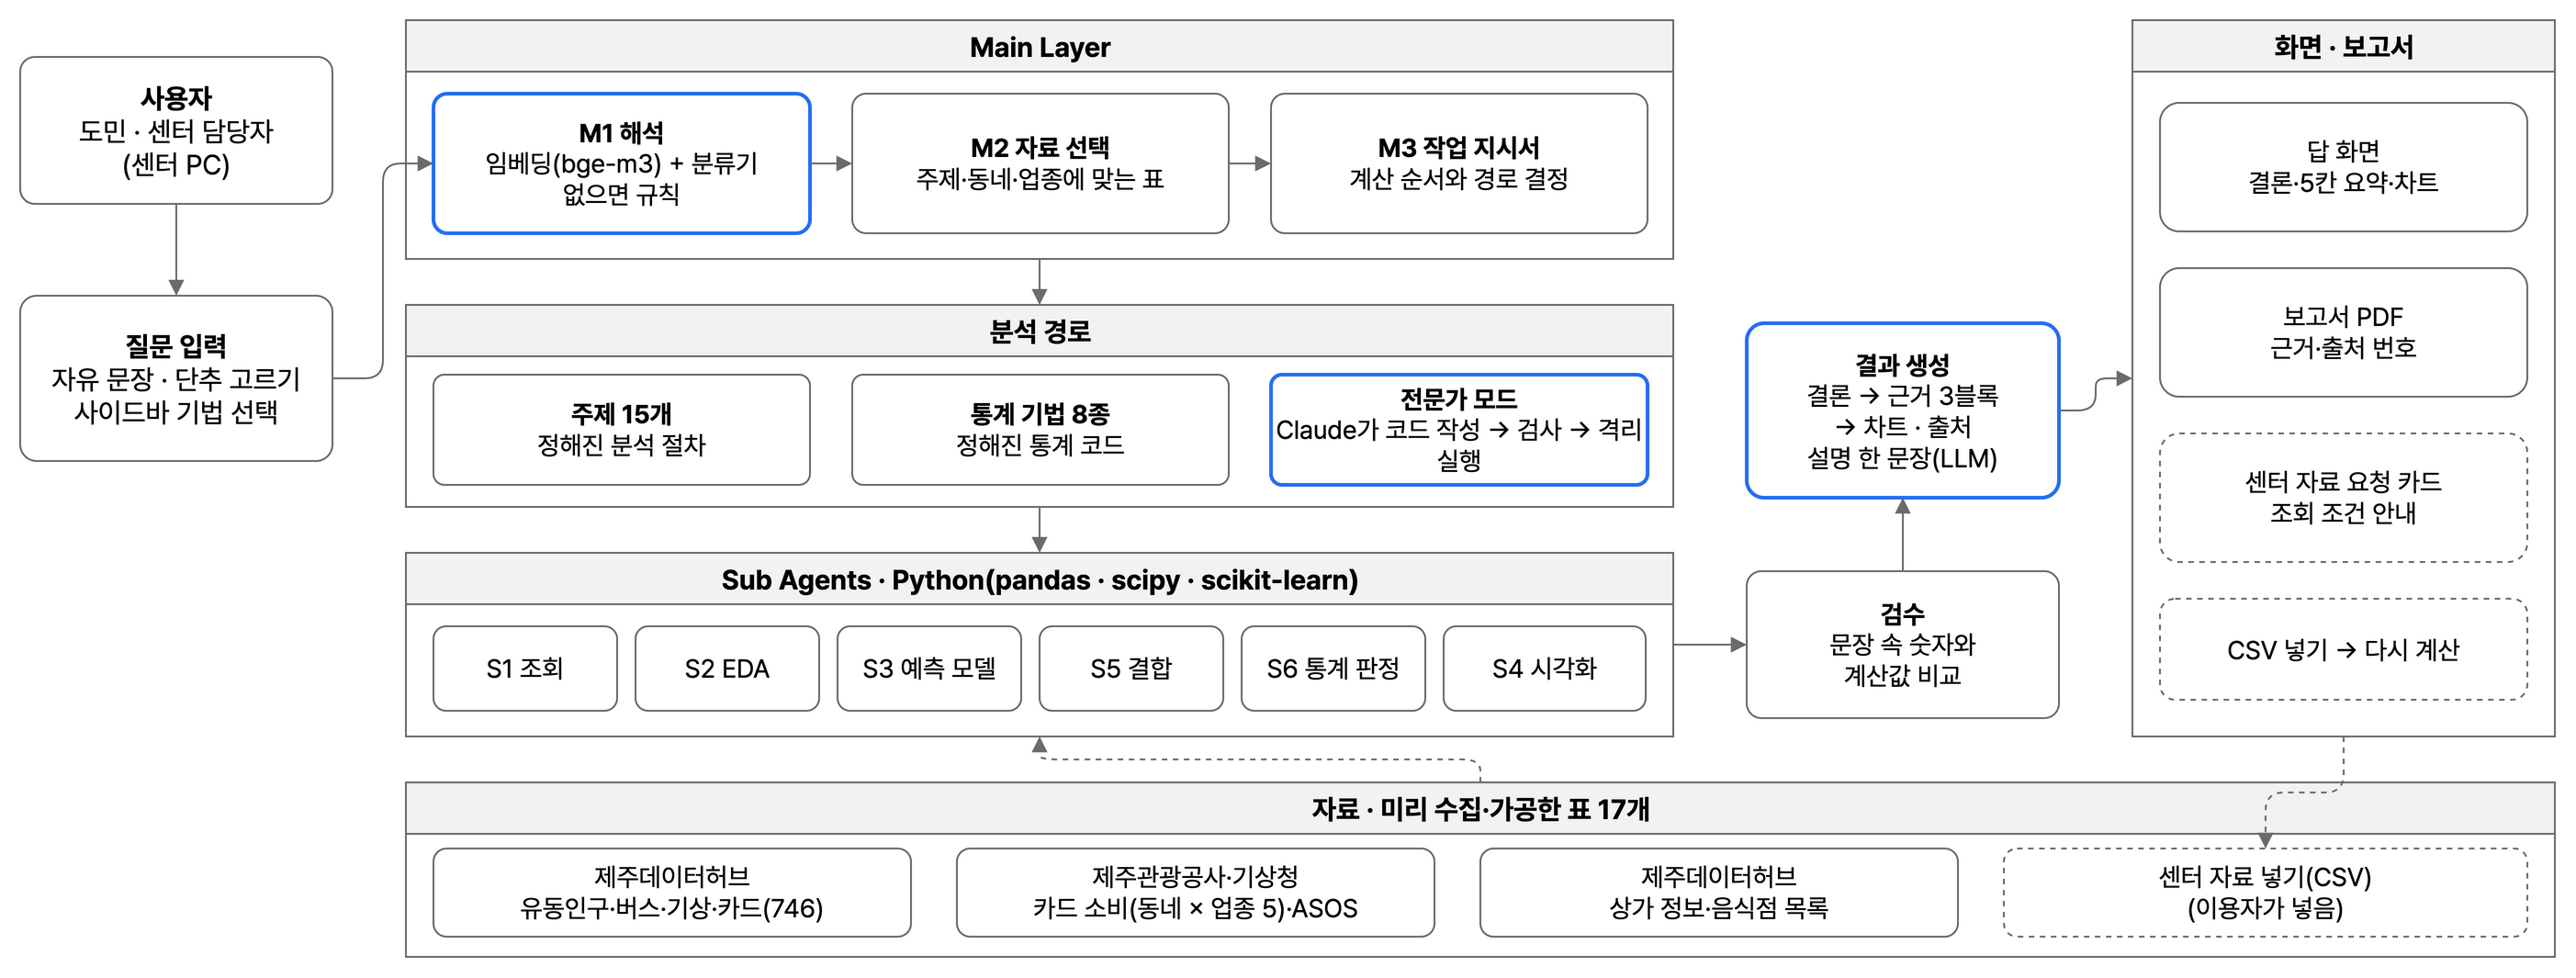 사용자
도민 · 센터 담당자
(센터 PC)
질문 입력
자유 문장 · 단추 고르기
사이드바 기법 선택
Main Layer
M1 해석
임베딩(bge-m3) + 분류기
없으면 규칙
M2 자료 선택
주제·동네·업종에 맞는 표
M3 작업 지시서
계산 순서와 경로 결정
분석 경로
주제 15개
정해진 분석 절차
통계 기법 8종
정해진 통계 코드
전문가 모드
Claude가 코드 작성 → 검사 → 격리
실행
Sub Agents · Python(pandas · scipy · scikit-learn)
S1 조회
S2 EDA
S3 예측 모델
S5 결합
S6 통계 판정
S4 시각화
검수
문장 속 숫자와
계산값 비교
결과 생성
결론 → 근거 3블록
→ 차트 · 출처
설명 한 문장(LLM)
화면 · 보고서
답 화면
결론·5칸 요약·차트
보고서 PDF
근거·출처 번호
센터 자료 요청 카드
조회 조건 안내
CSV 넣기 → 다시 계산
자료 · 미리 수집·가공한 표 17개
제주데이터허브
유동인구·버스·기상·카드(746)
제주관광공사·기상청
카드 소비(동네 × 업종 5)·ASOS
제주데이터허브
상가 정보·음식점 목록
센터 자료 넣기(CSV)
(이용자가 넣음)